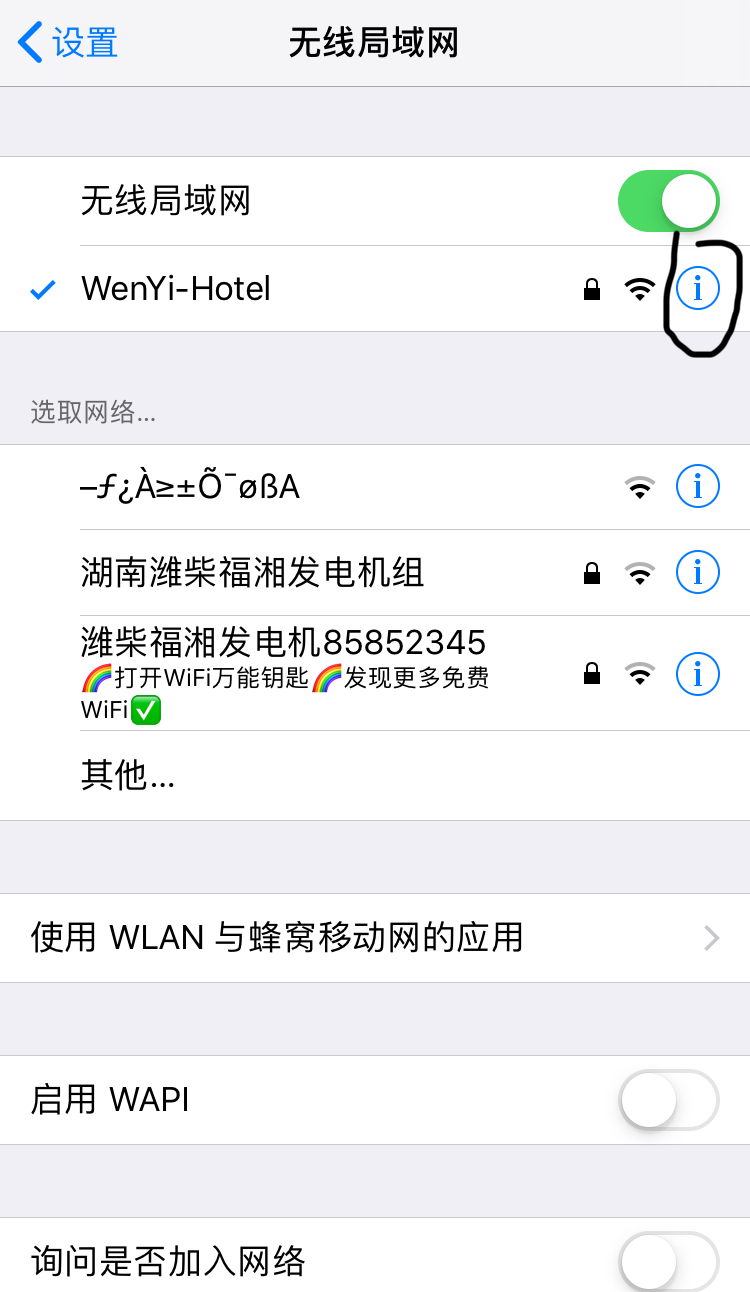 设置
无线局域网
无线局域网
WenYi-Hotel
选取网络...
–ƒ¿À≥±Õ¯øßA
湖南潍柴福湘发电机组
潍柴福湘发电机85852345
🌈打开WiFi万能钥匙🌈发现更多免费
WiFi✅
其他...
使用 WLAN 与蜂窝移动网的应用
启用 WAPI
询问是否加入网络